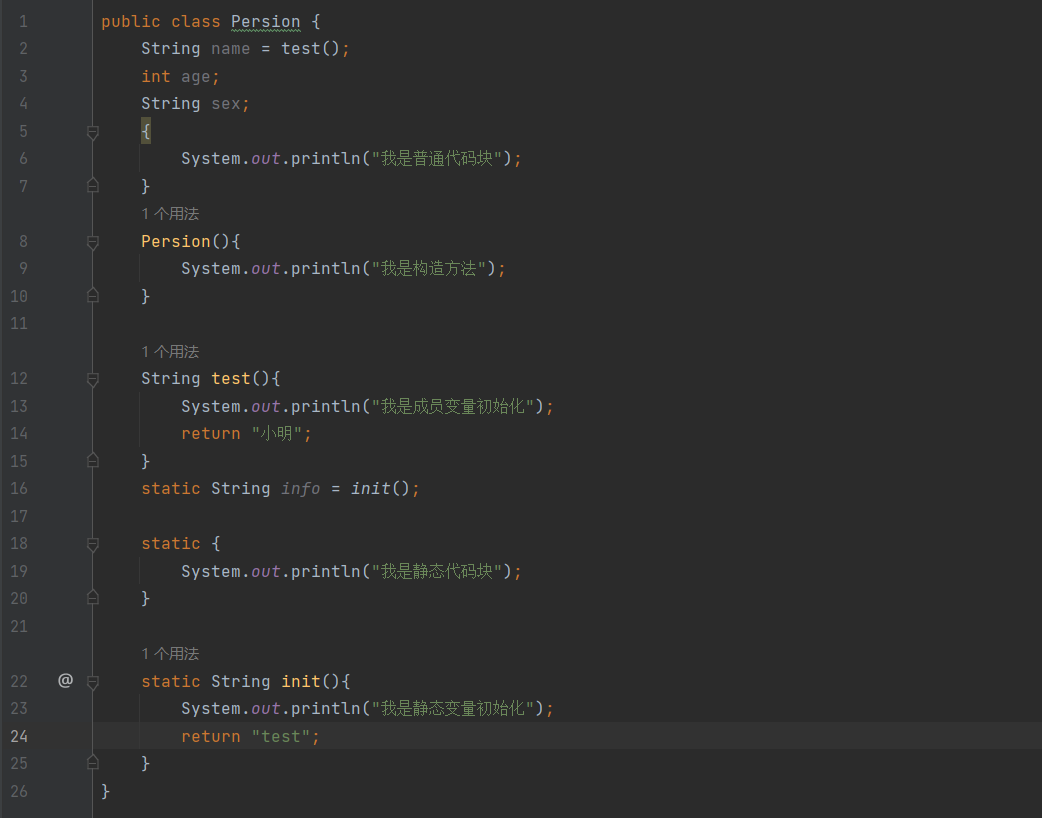 1 public class Persion {
2 String name = test();
3 int age;
4 String sex;
5 {
6 System.out.println("我是普通代码块");
7 }
1 个用法
8 Persion(){
9 System.out.println("我是构造方法");
10 }
11
1 个用法
12 String test(){
13 System.out.println("我是成员变量初始化");
14 return "小明";
15 }
16 static String info = init();
17
18 static {
19 System.out.println("我是静态代码块");
20 }
21
1 个用法
22 @ static String init(){
23 System.out.println("我是静态变量初始化");
24 return "test";
25 }
26 }